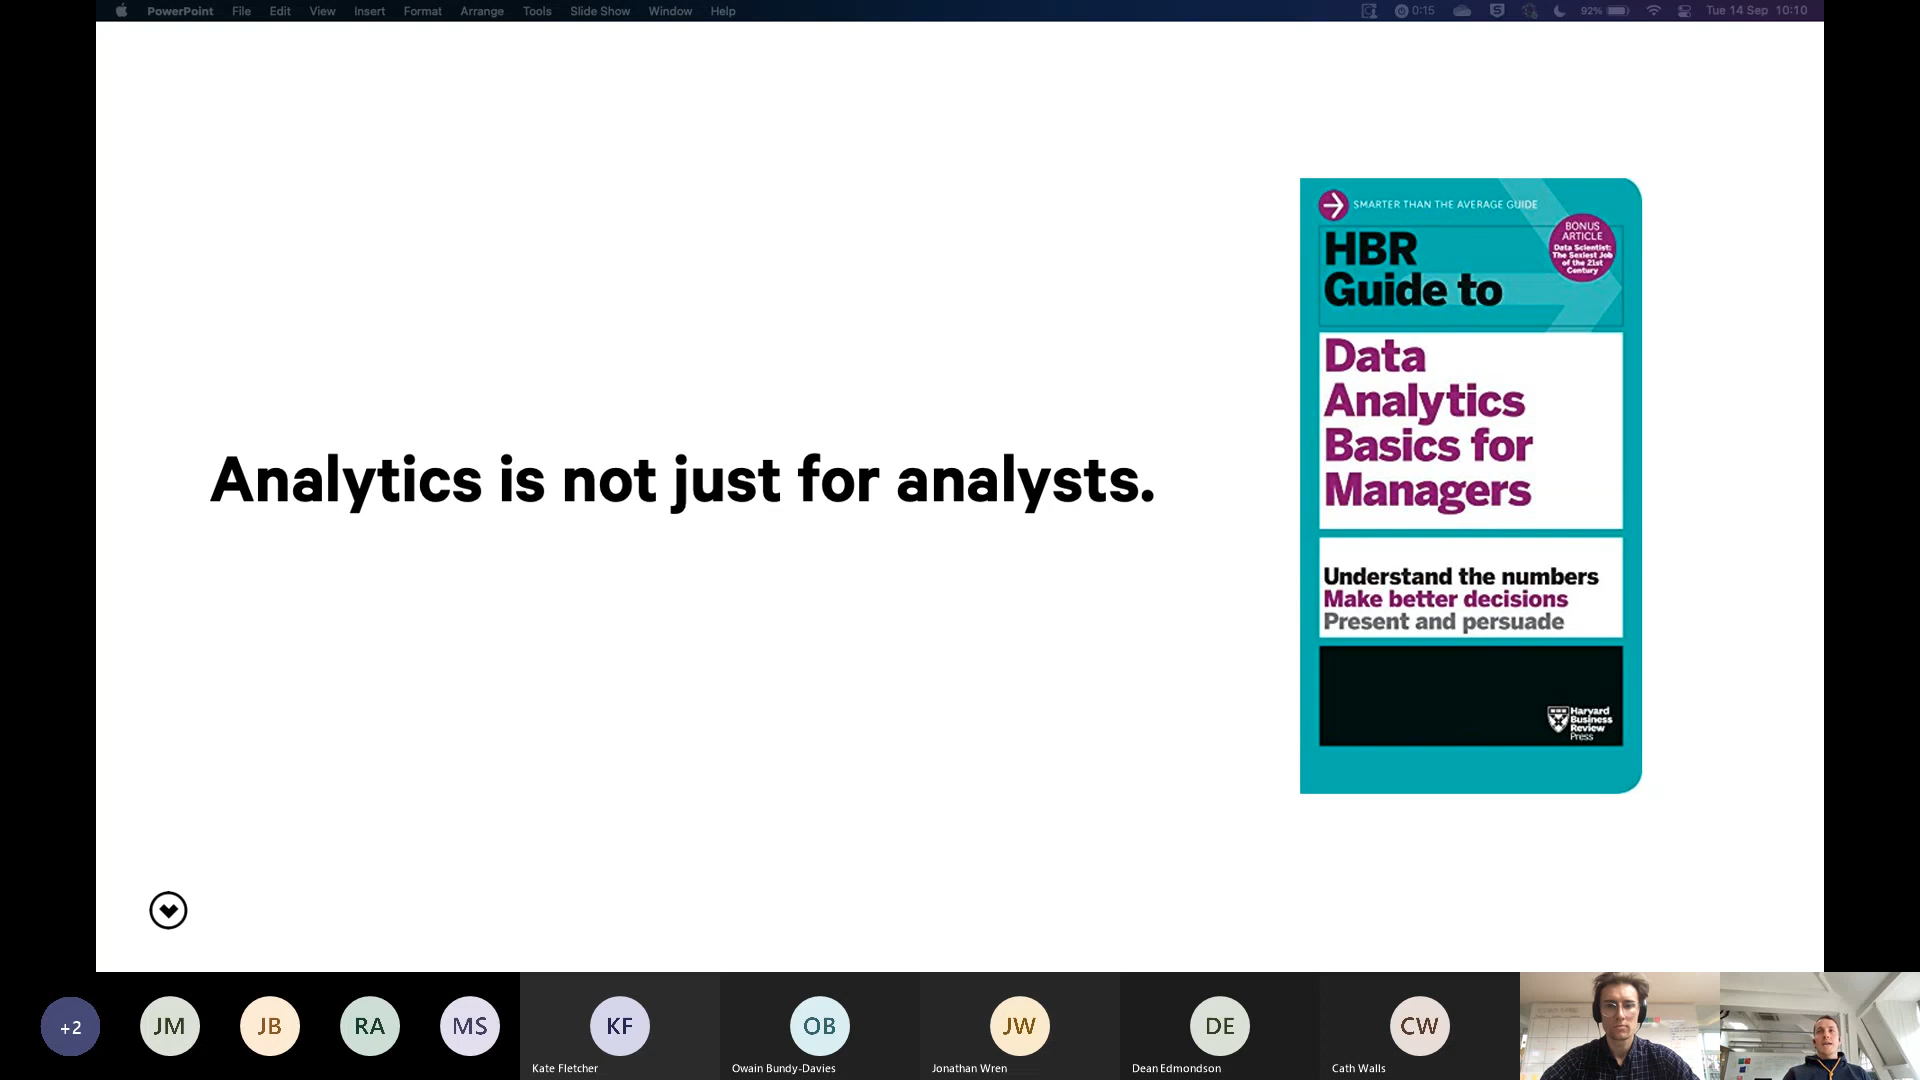 PowerPoint File Edit View Insert Format Arrange Tools Slide Show Window Help
0:15 92% Tue 14 Sep 10:10
Analytics is not just for analysts.
SMARTER THAN THE AVERAGE GUIDE
BONUS
ARTICLE
Data Scientist:
The Sexiest Job
of the 21st
Century
HBR
Guide to
Data
Analytics
Basics for
Managers
Understand the numbers
Make better decisions
Present and persuade
Harvard
Business
Review
Press
+2
JM
JB
RA
MS
KF
Kate Fletcher
OB
Owain Bundy-Davies
JW
Jonathan Wren
DE
Dean Edmondson
CW
Cath Walls